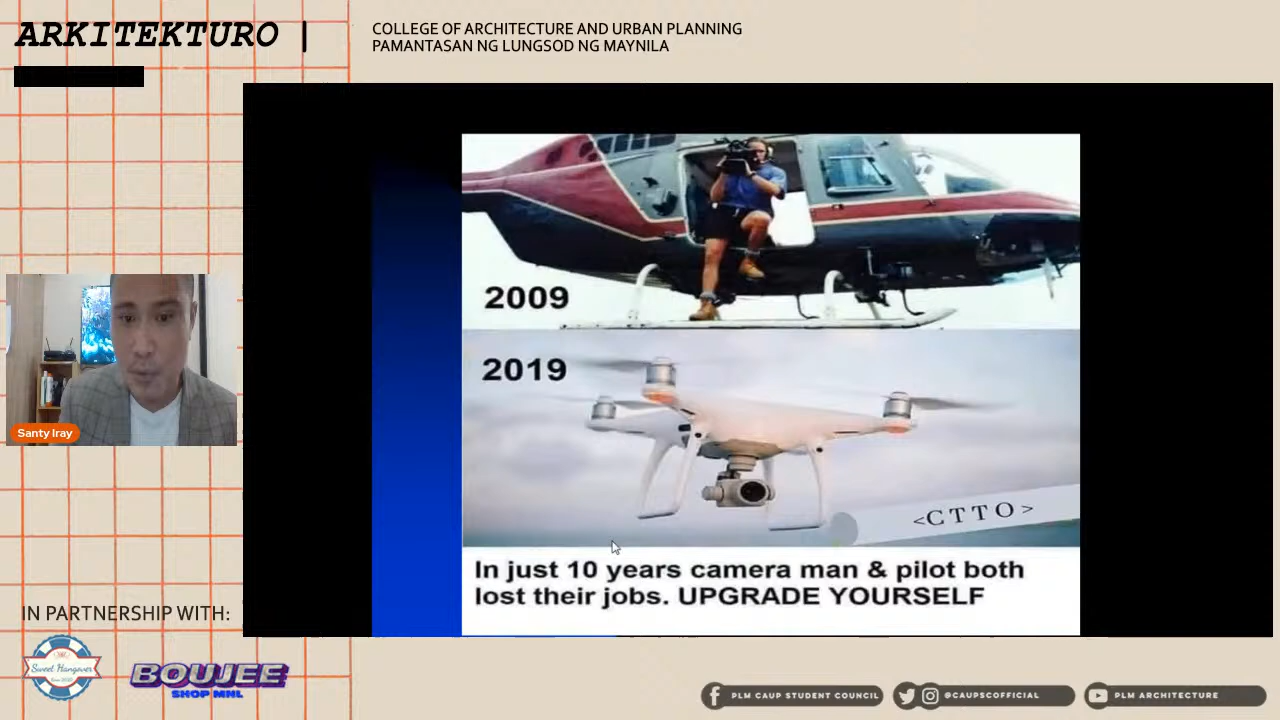 ARKITEKTURO |
COLLEGE OF ARCHITECTURE AND URBAN PLANNING
PAMANTASAN NG LUNGSOD NG MAYNILA
2009
2019
<CTTO>
In just 10 years camera man & pilot both
lost their jobs. UPGRADE YOURSELF
Santy Iray
IN PARTNERSHIP WITH:
Sweet Hangover
BOUJEE
SHOP MNL
PLM CAUP STUDENT COUNCIL
@CAUPSCOFFICIAL
PLM ARCHITECTURE